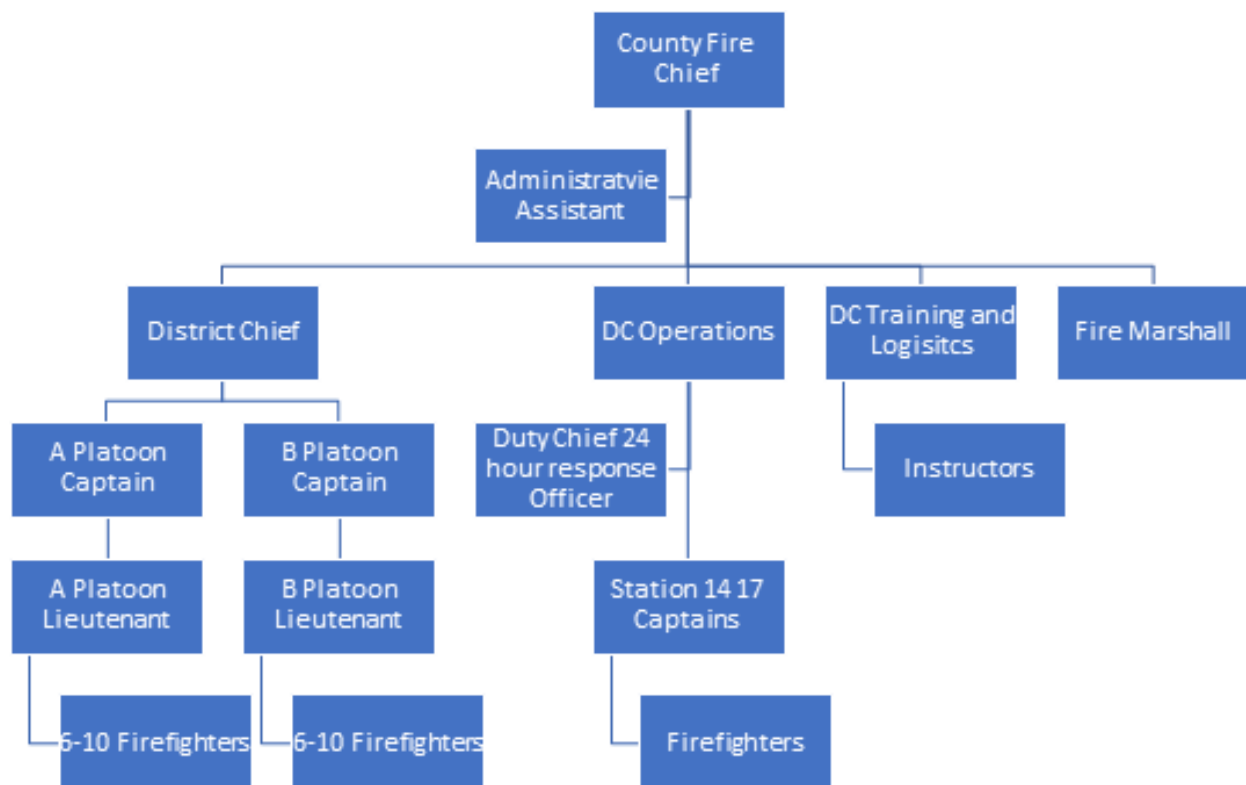 County Fire
Chief
Administratvie
Assistant
District Chief
DC Operations
DC Training and
Logisitcs
Fire Marshall
A Platoon
Captain
B Platoon
Captain
Duty Chief 24
hour response
Officer
Instructors
A Platoon
Lieutenant
B Platoon
Lieutenant
Station 14 17
Captains
6-10 Firefighters
6-10 Firefighters
Firefighters